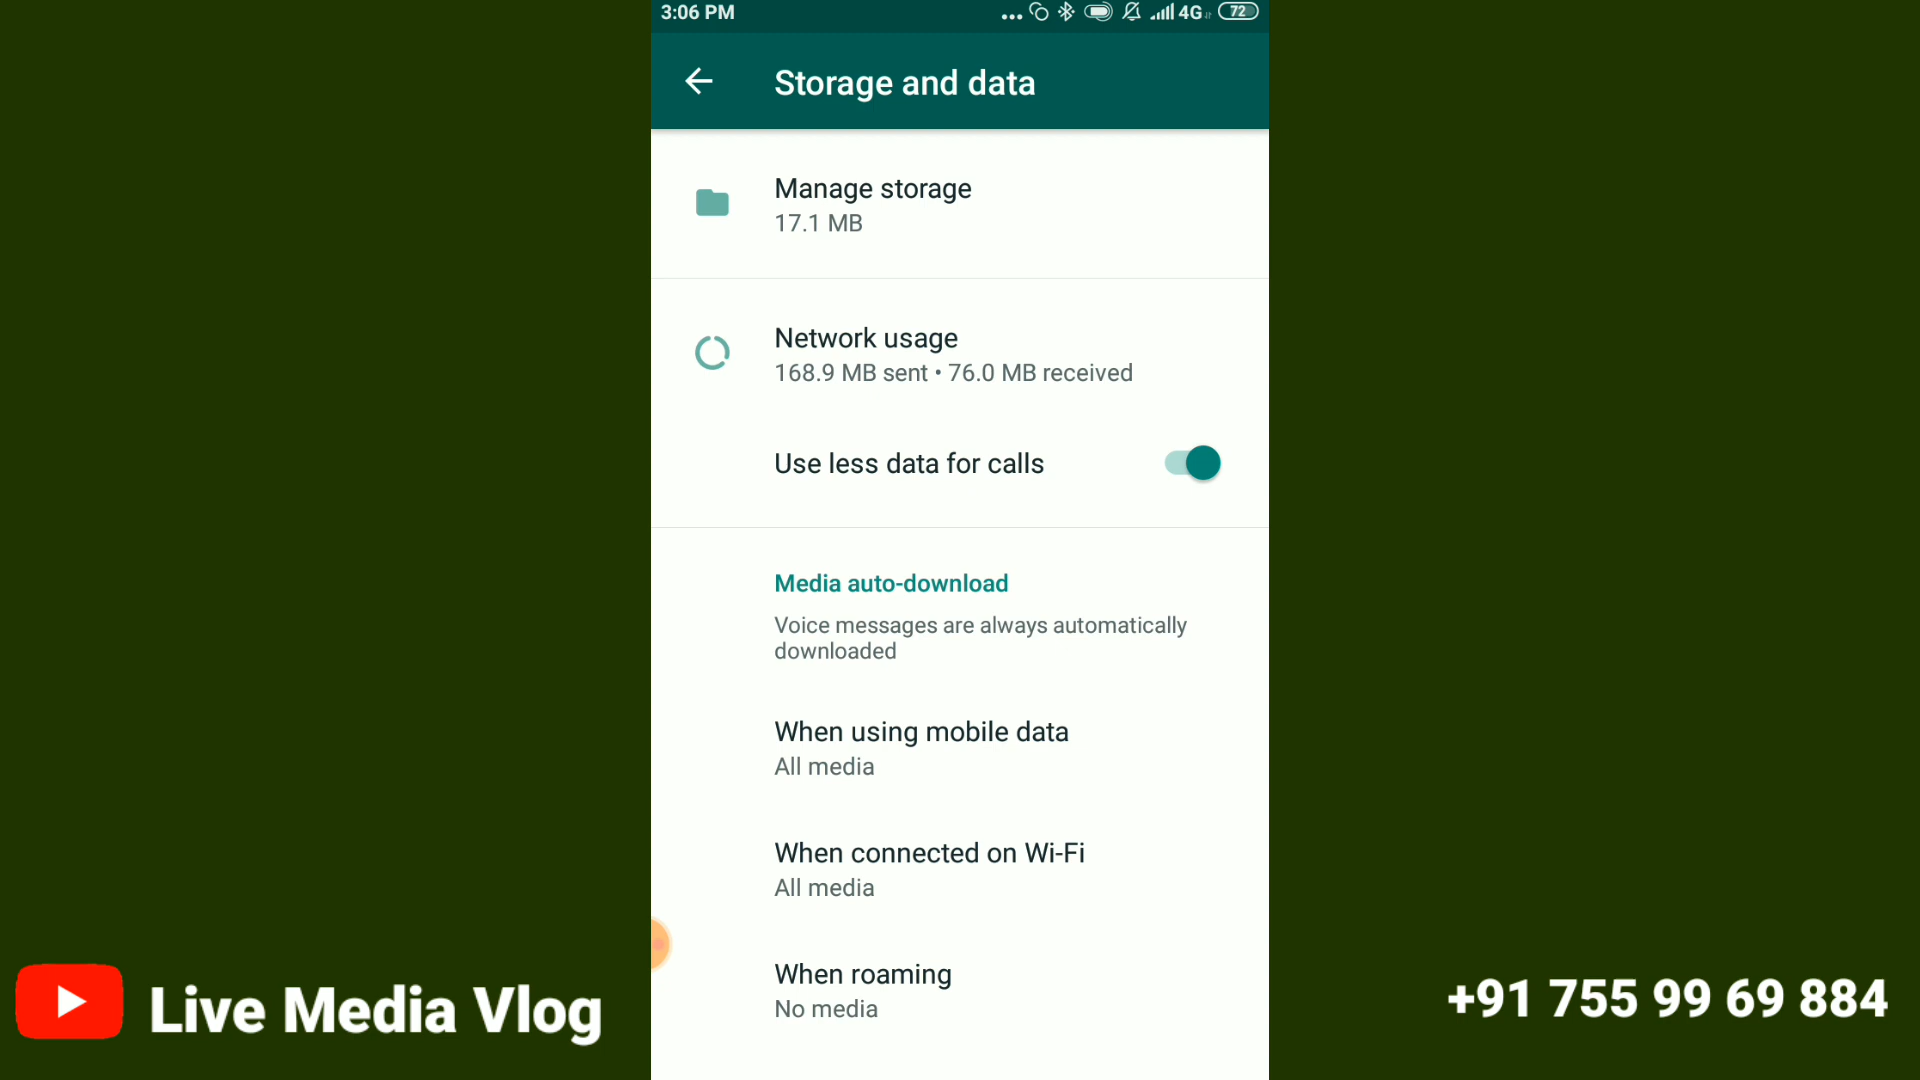 3:06 PM
4G 72
Storage and data
Manage storage
17.1 MB
Network usage
168.9 MB sent • 76.0 MB received
Use less data for calls
Media auto-download
Voice messages are always automatically
downloaded
When using mobile data
All media
When connected on Wi-Fi
All media
When roaming
No media
Live Media Vlog
+91 755 99 69 884